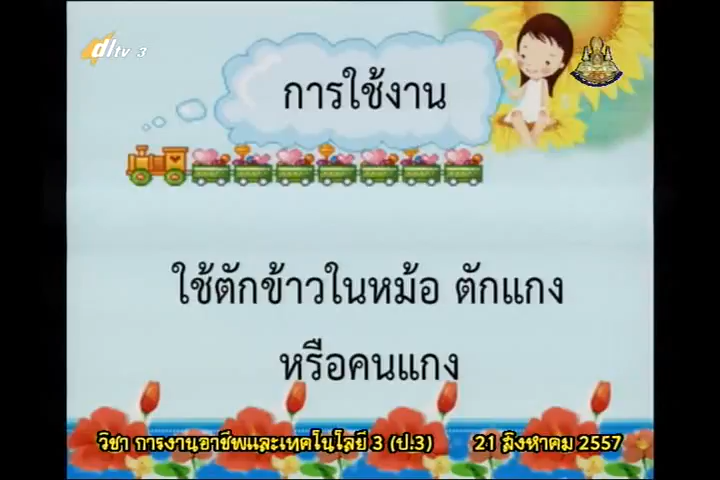 dltv 3
การใช้งาน
ใช้ตักข้าวในหม้อ ตักแกง
หรือคนแกง
วิชา การงานอาชีพและเทคโนโลยี 3 (ป.3) 21 สิงหาคม 2557